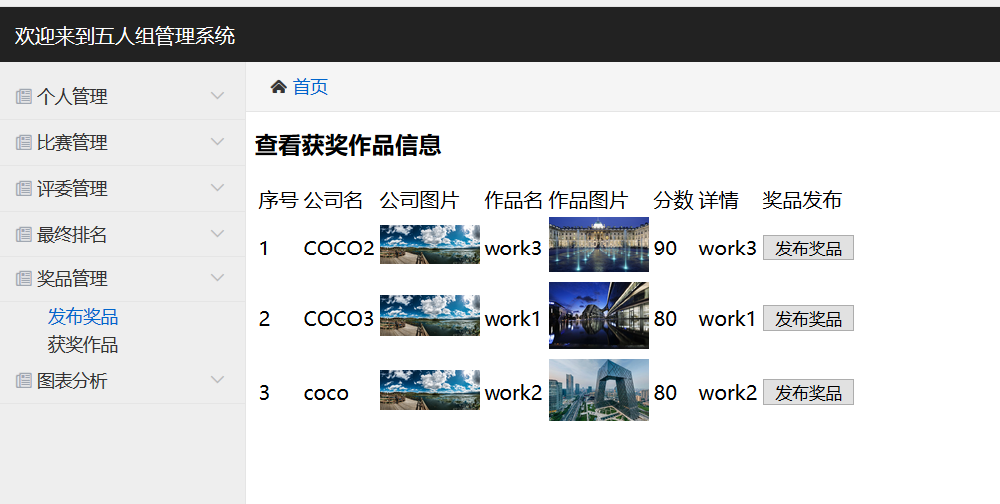 欢迎来到五人组管理系统
个人管理
比赛管理
评委管理
最终排名
奖品管理
发布奖品
获奖作品
图表分析
首页
查看获奖作品信息
序号 公司名 公司图片 作品名 作品图片 分数 详情 奖品发布
1 COCO2 work3 90 work3 发布奖品
2 COCO3 work1 80 work1 发布奖品
3 coco work2 80 work2 发布奖品